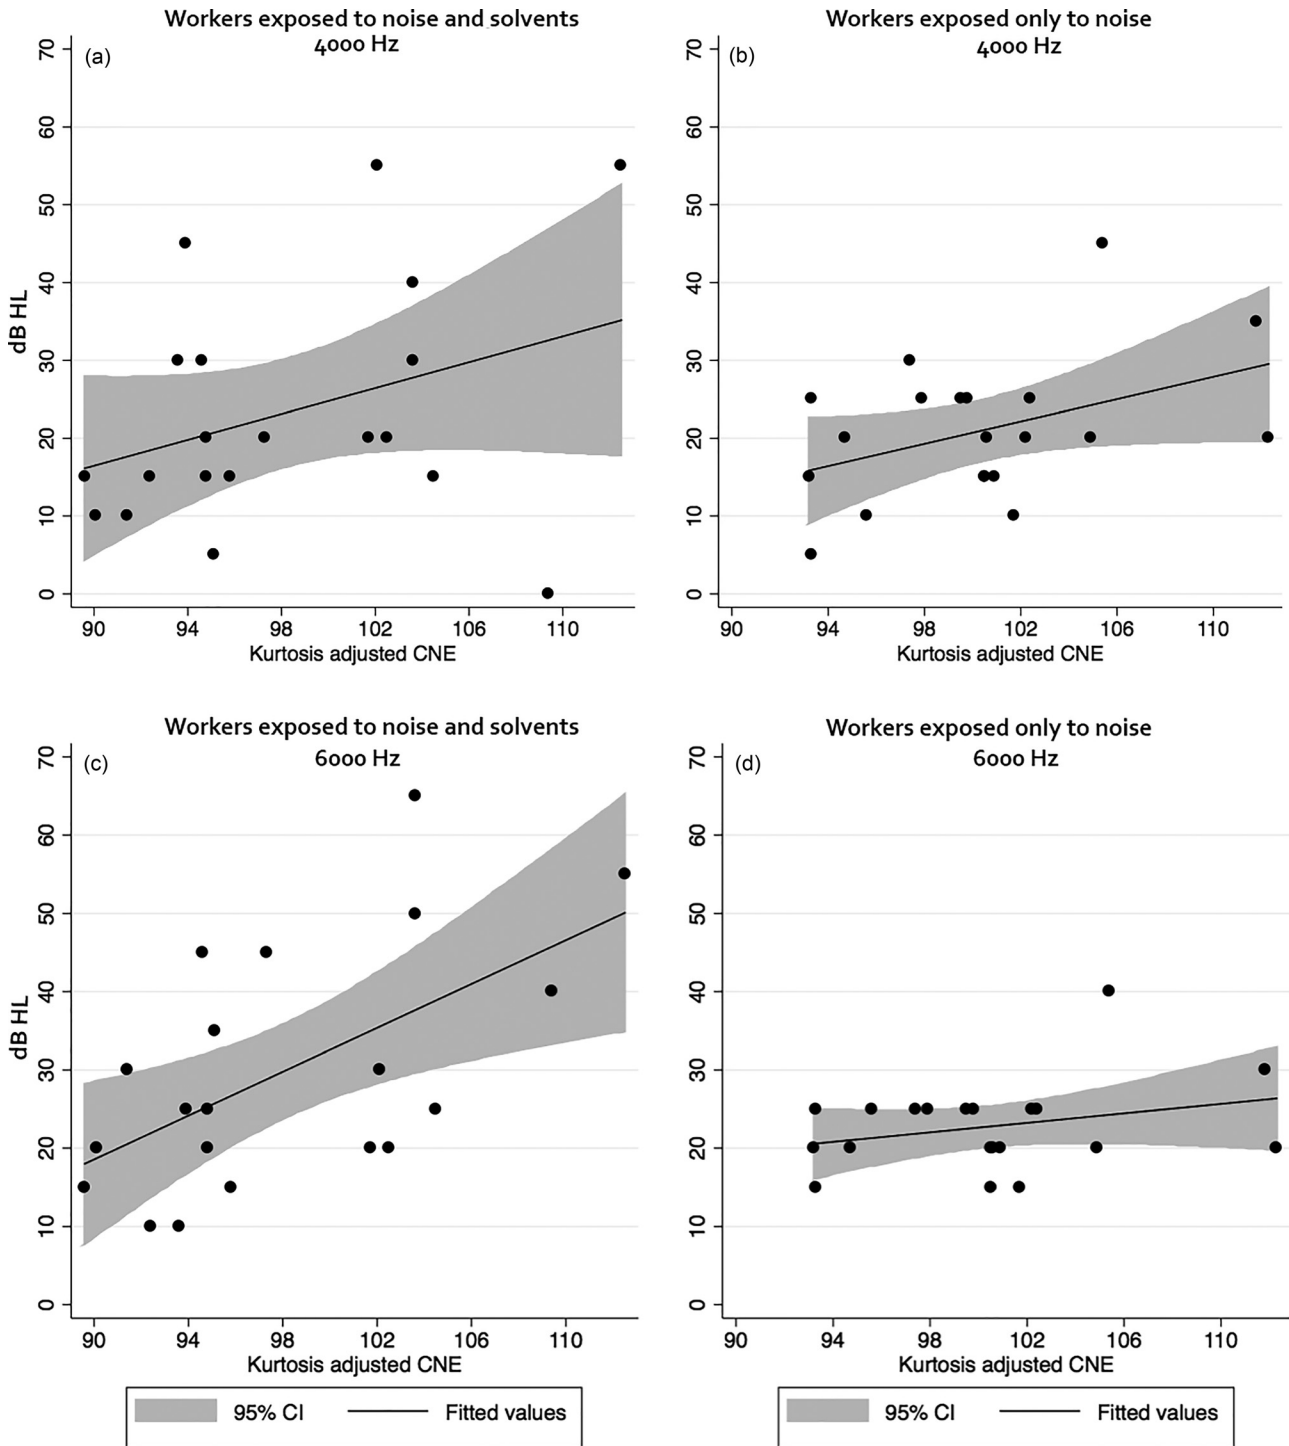 Workers exposed to noise and solvents
4000 Hz
(a)
dB HL
70
60
50
40
30
20
10
0
90 94 98 102 106 110
Kurtosis adjusted CNE
Workers exposed only to noise
4000 Hz
(b)
70
60
50
40
30
20
10
0
90 94 98 102 106 110
Kurtosis adjusted CNE
Workers exposed to noise and solvents
6000 Hz
(c)
dB HL
70
60
50
40
30
20
10
0
90 94 98 102 106 110
Kurtosis adjusted CNE
95% CI Fitted values
Workers exposed only to noise
6000 Hz
(d)
70
60
50
40
30
20
10
0
90 94 98 102 106 110
Kurtosis adjusted CNE
95% CI Fitted values